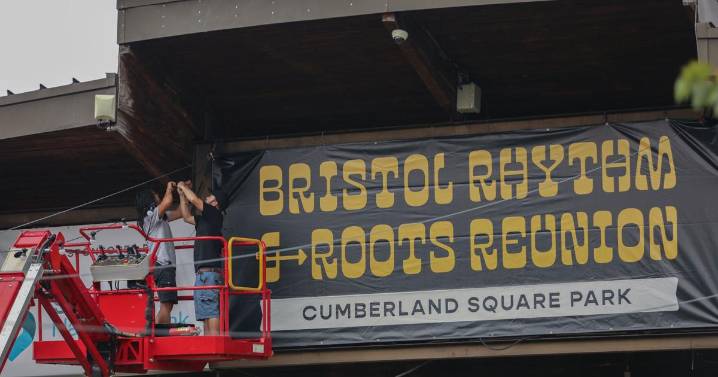 BRISTOL RHYTHM
& ROOTS REUNION
CUMBERLAND SQUARE PARK